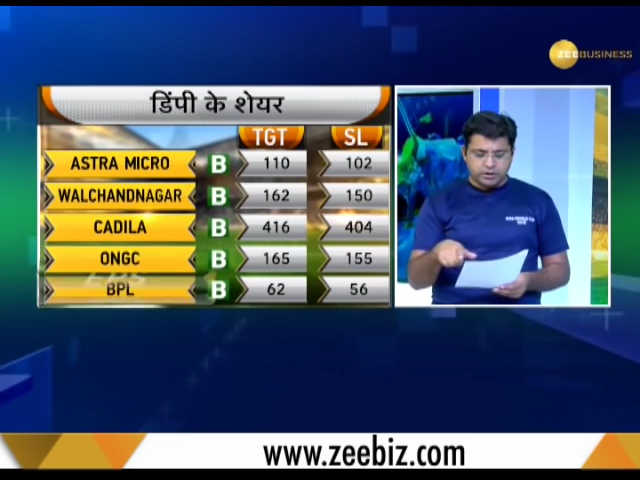 ZEEBUSINESS
डिंपी के शेयर
TGT SL
ASTRA MICRO B 110 102
WALCHANDNAGAR B 162 150
CADILA B 416 404
ONGC B 165 155
BPL B 62 56
www.zeebiz.com